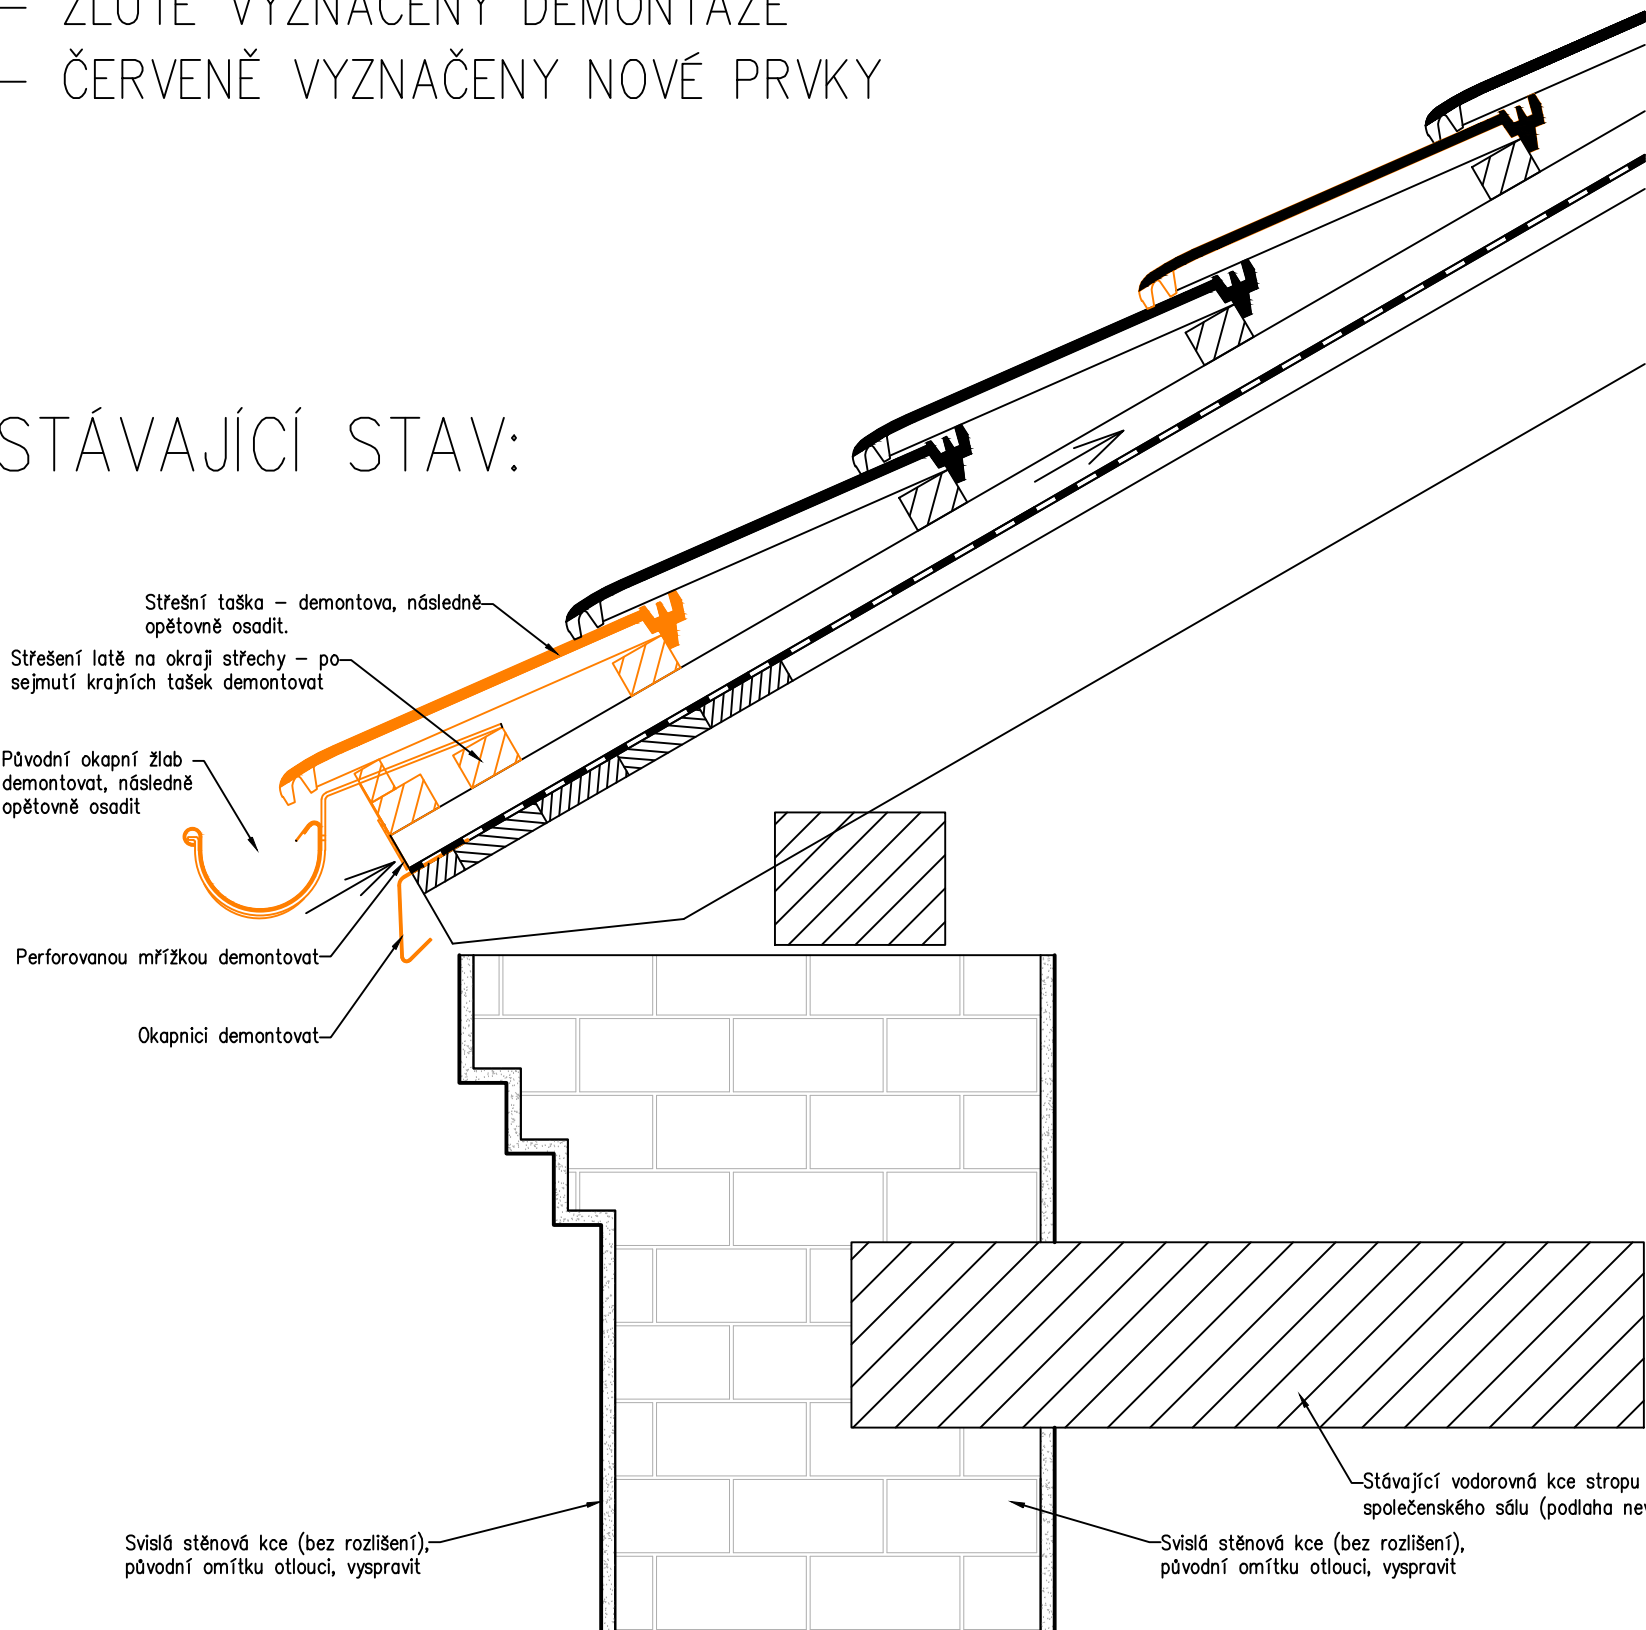 – ŽLUTĚ VYZNAČENY DEMONTÁŽE
– ČERVENĚ VYZNAČENY NOVÉ PRVKY
STÁVAJÍCÍ STAV:
Střešní taška – demontova, následně
opětovně osadit.
Střešení latě na okraji střechy – po
sejmutí krajních tašek demontovat
Původní okapní žlab
demontovat, následně
opětovně osadit
Perforovanou mřížkou demontovat
Okapnici demontovat
Stávající vodorovná kce stropu
společenského sálu (podlaha
Svislá stěnová kce (bez rozlišení),
původní omítku otlouci, vyspravit
Svislá stěnová kce (bez rozlišení),
původní omítku otlouci, vyspravit